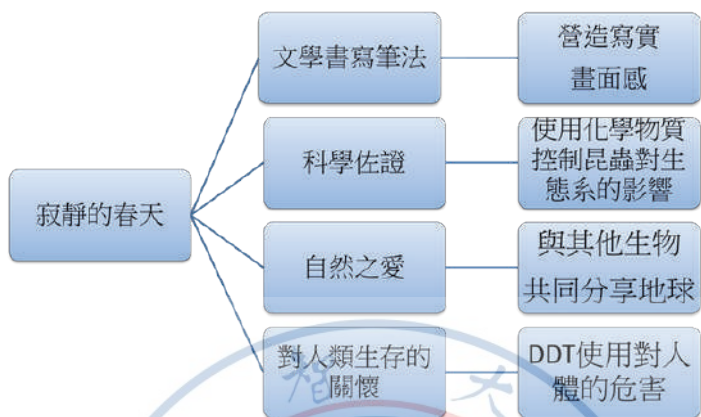 寂靜的春天
文學書寫筆法
營造寫實
畫面感
科學佐證
使用化學物質
控制昆蟲對生
態系的影響
自然之愛
與其他生物
共同分享地球
對人類生存的
關懷
DDT使用對人
體的危害
智 大